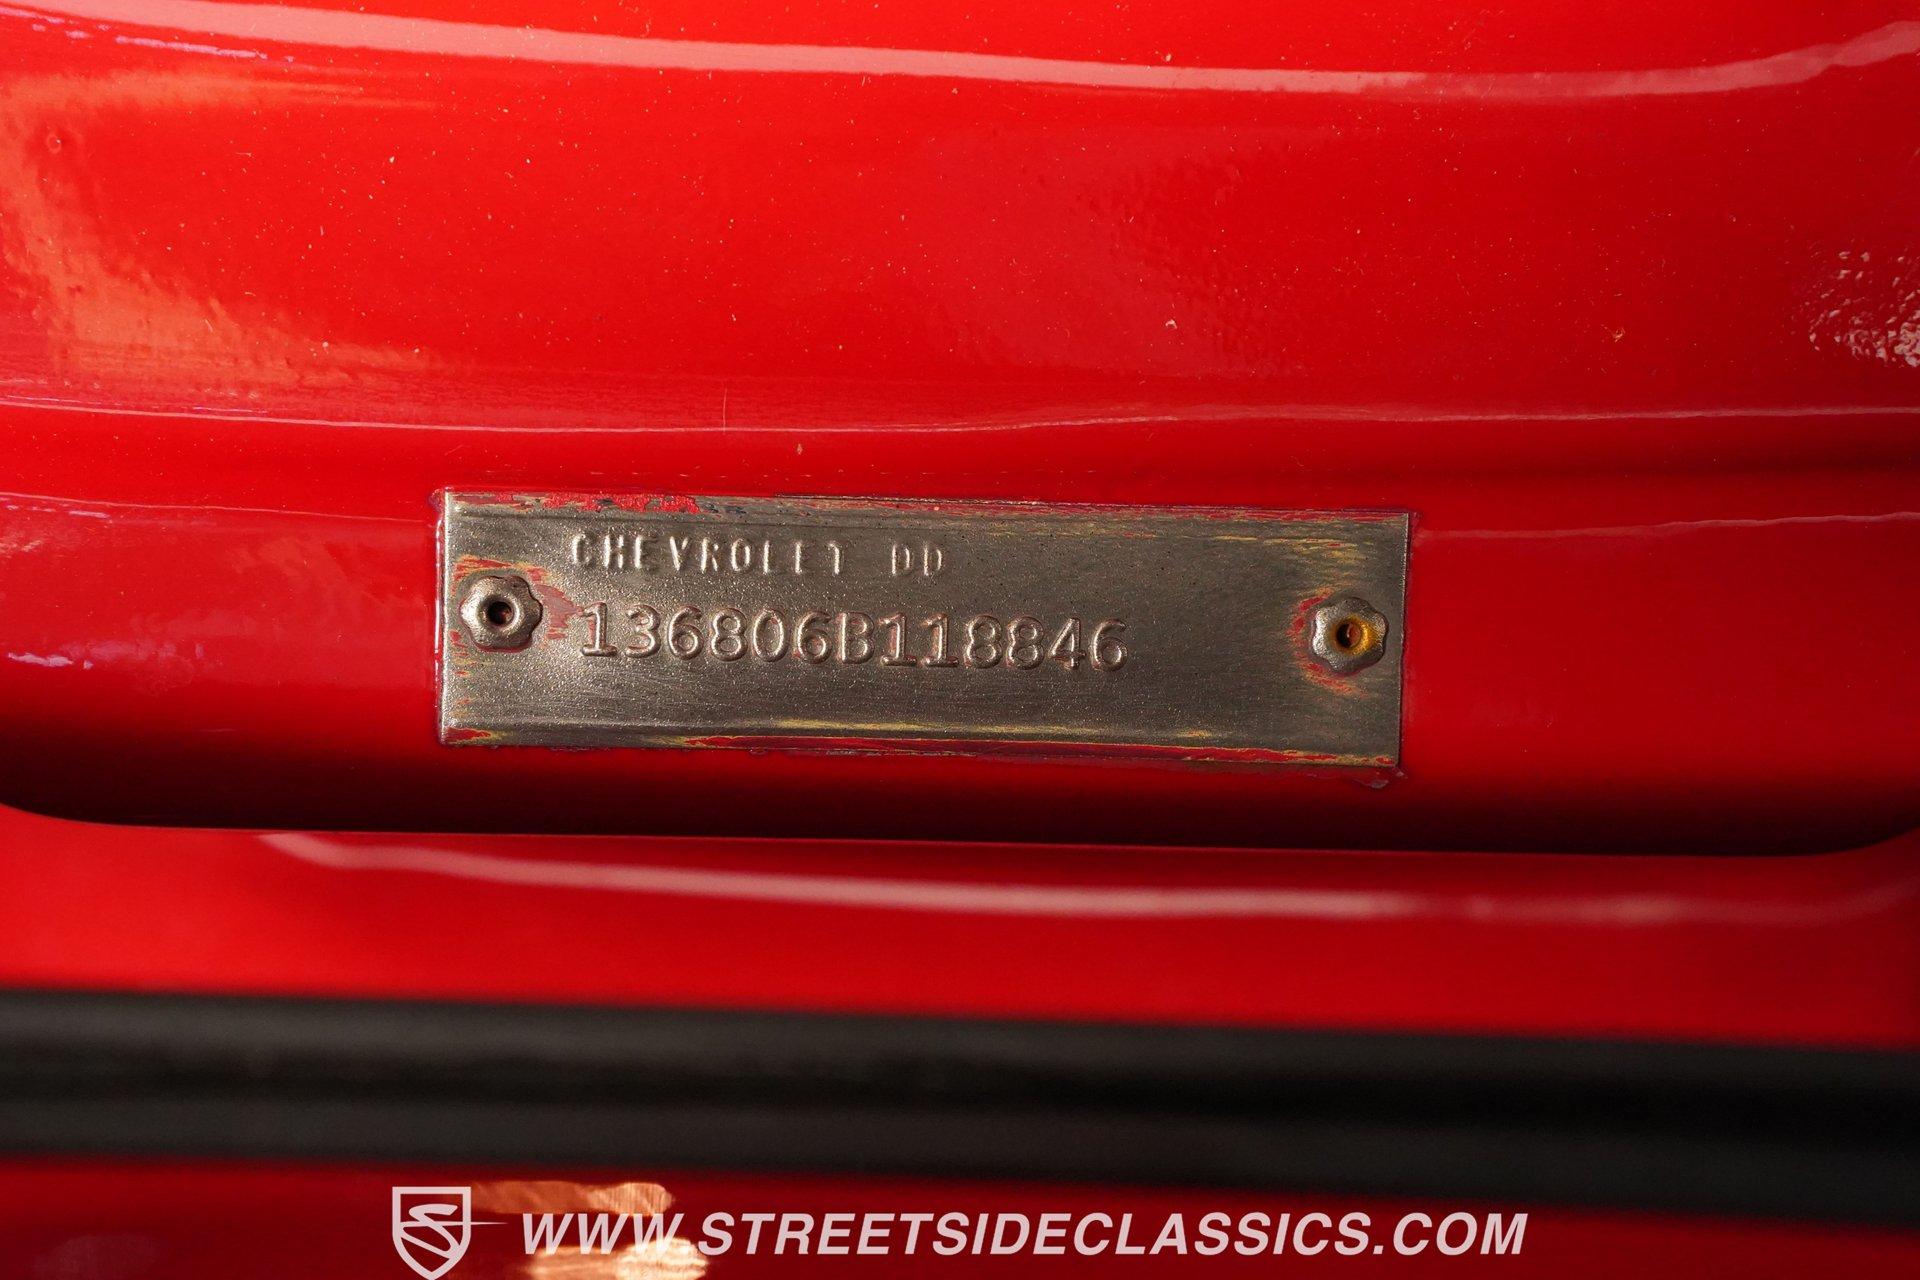 CHEVROLET DD
136806B118846
WWW.STREETSIDECLASSICS.COM